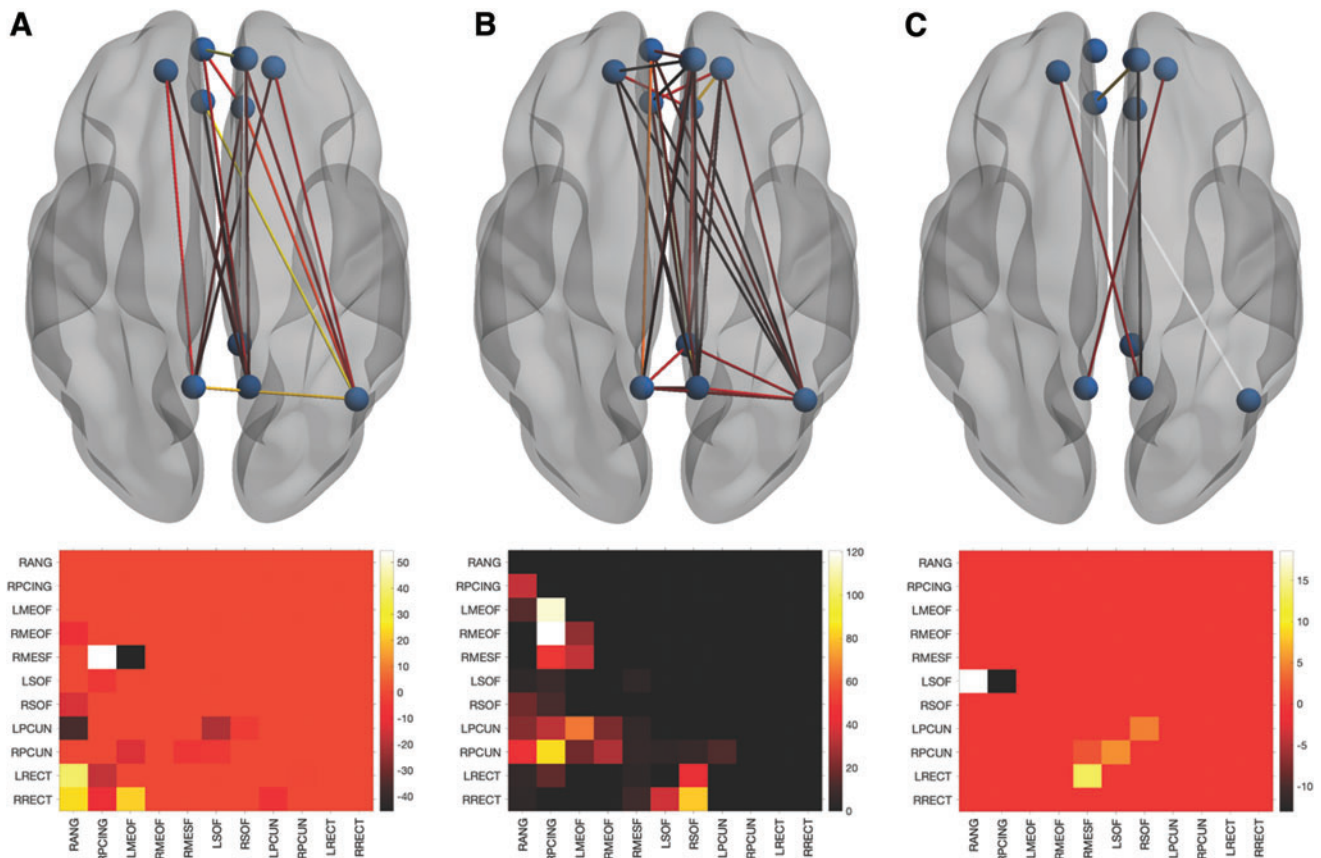 A B C
RANG
RPCING
LMEOF
RMEOF
RMESF
LSOF
RSOF
LPCUN
RPCUN
LRECT
RRECT
50
40
30
20
10
0
-10
-20
-30
-40
RANG RPCING LMEOF RMEOF RMESF LSOF RSOF LPCUN RPCUN LRECT RRECT
RANG
RPCING
LMEOF
RMEOF
RMESF
LSOF
RSOF
LPCUN
RPCUN
LRECT
RRECT
120
100
80
60
40
20
0
RANG RPCING LMEOF RMEOF RMESF LSOF RSOF LPCUN RPCUN LRECT RRECT
RANG
RPCING
LMEOF
RMEOF
RMESF
LSOF
RSOF
LPCUN
RPCUN
LRECT
RRECT
15
10
5
0
-5
-10
RANG RPCING LMEOF RMEOF RMESF LSOF RSOF LPCUN RPCUN LRECT RRECT